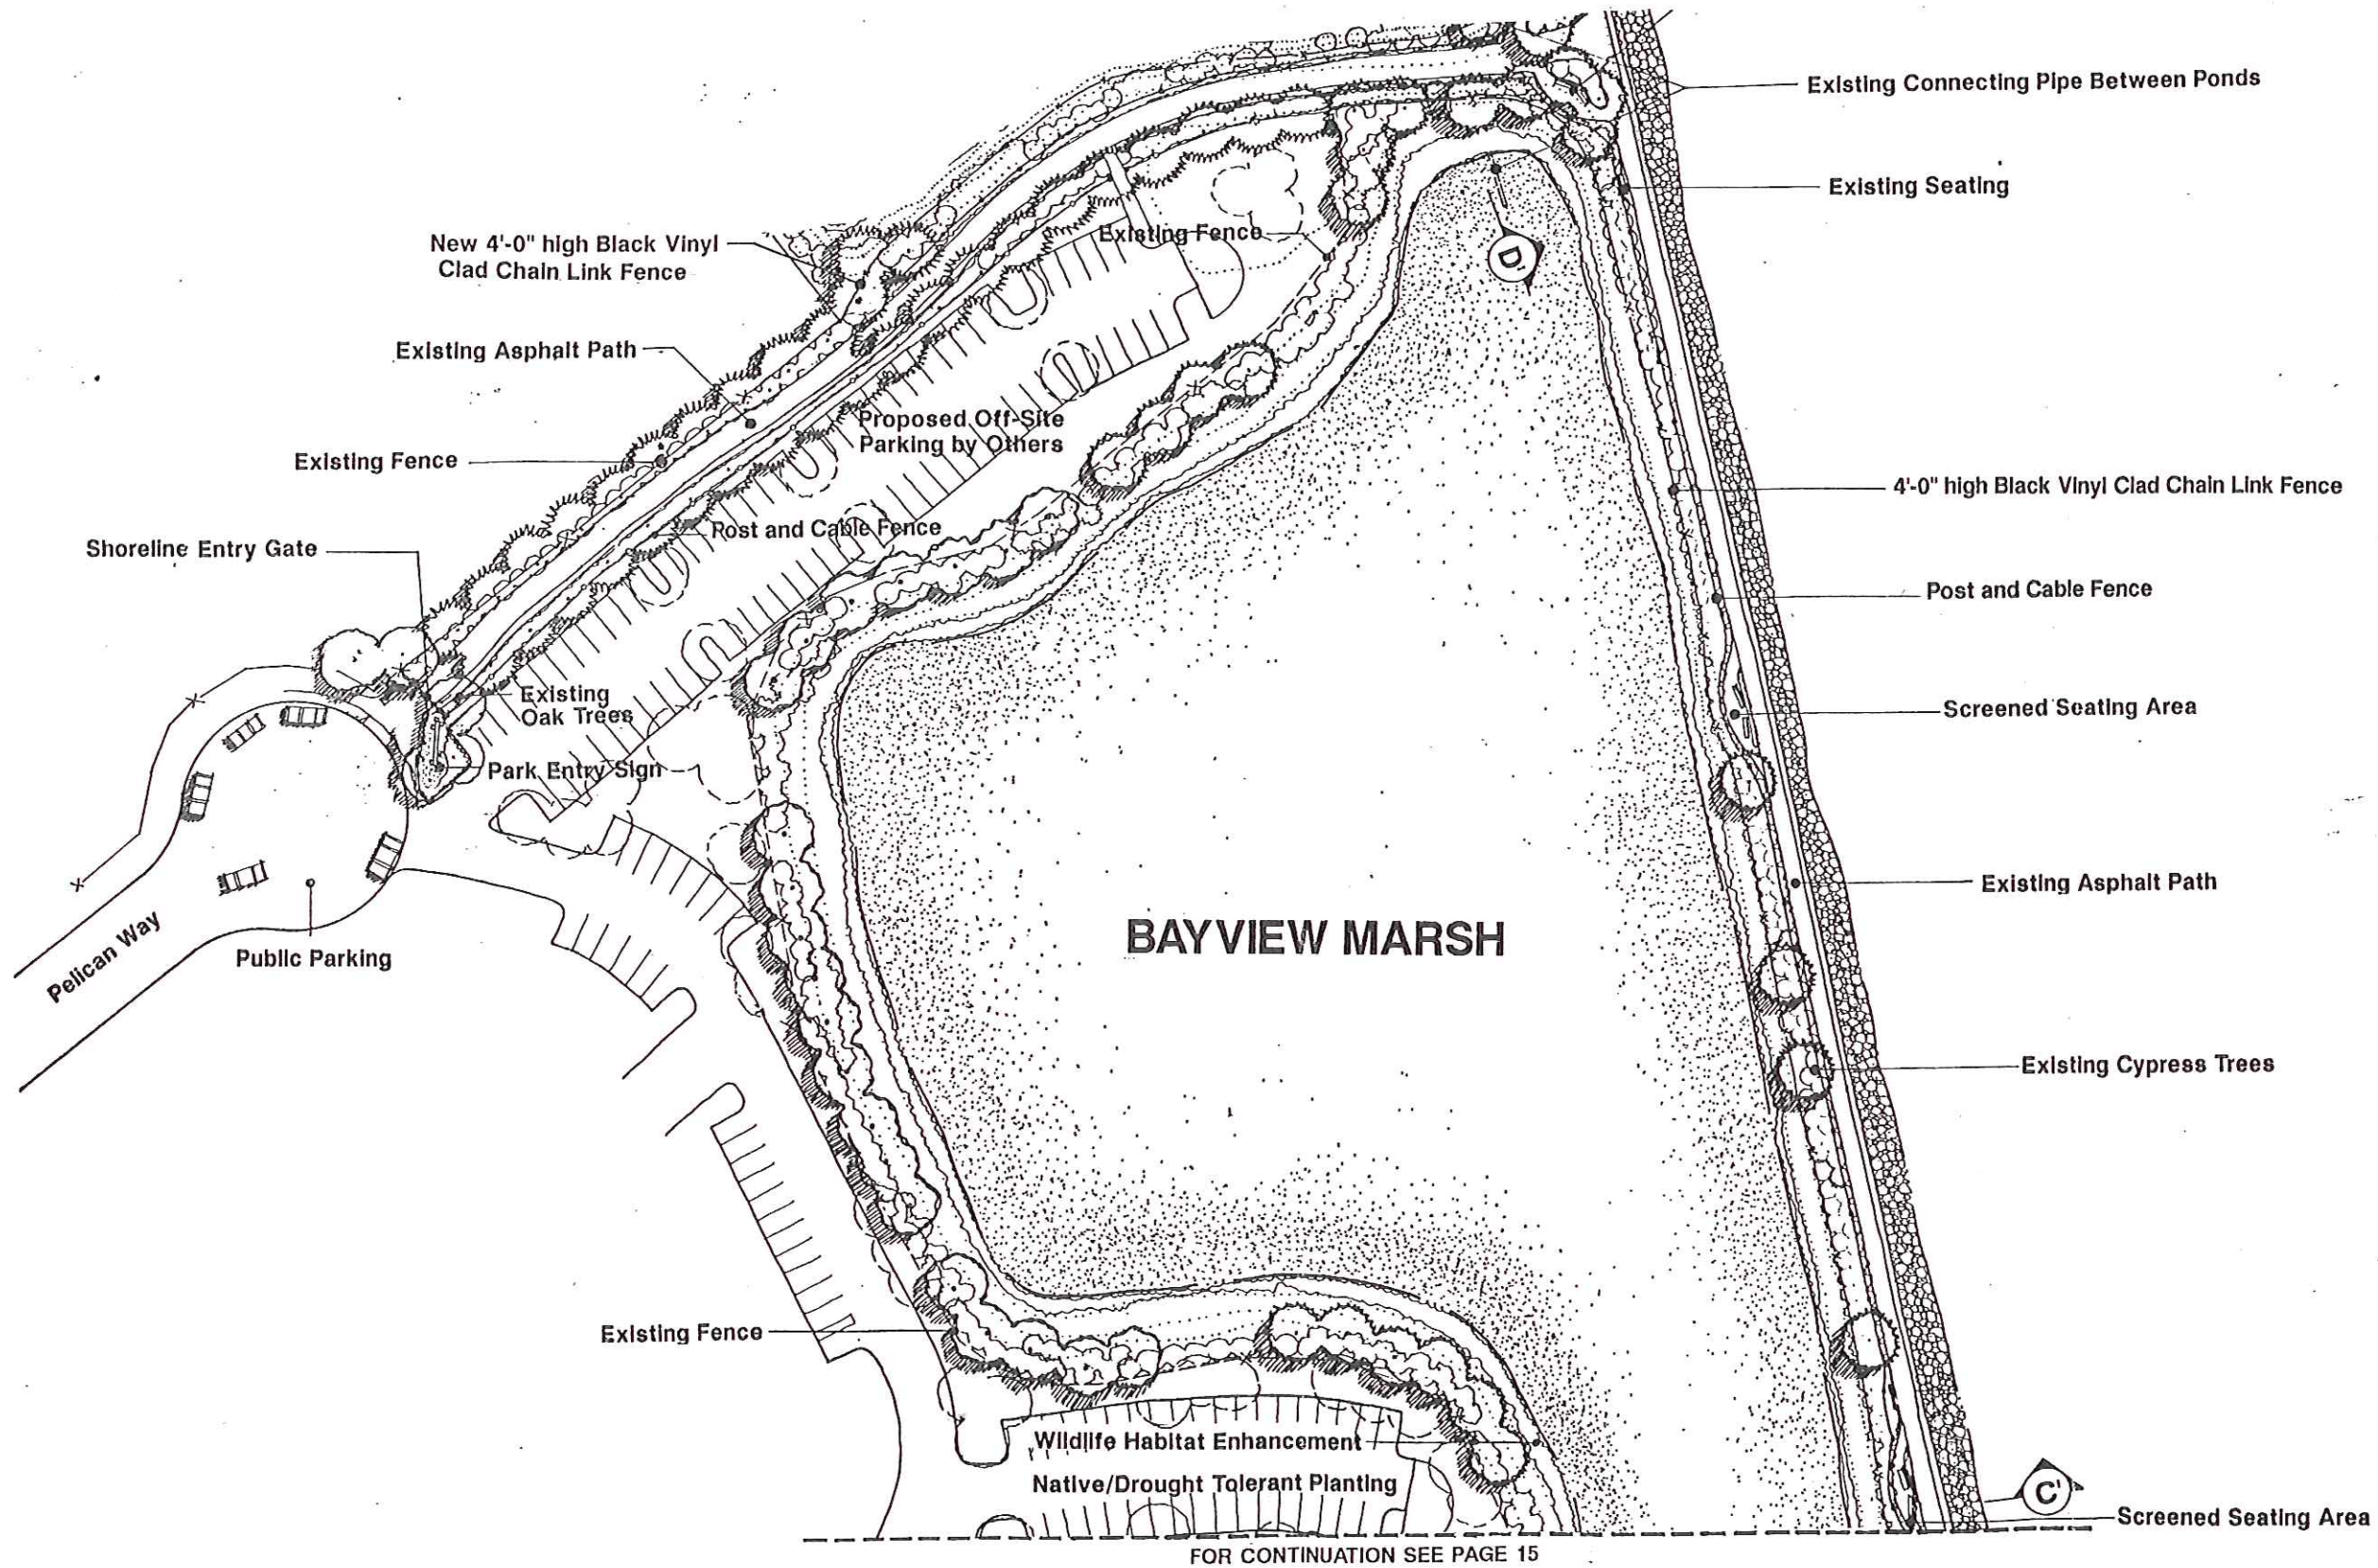 Existing Connecting Pipe Between Ponds
Existing Seating
New 4'-0" high Black Vinyl
Clad Chain Link Fence
Existing Fence
D'
Existing Asphalt Path
Proposed Off-Site
Parking by Others
Existing Fence
4'-0" high Black Vinyl Clad Chain Link Fence
Post and Cable Fence
Shoreline Entry Gate
Post and Cable Fence
Existing
Oak Trees
Screened Seating Area
Park Entry Sign
Existing Asphalt Path
BAYVIEW MARSH
Pelican Way
Public Parking
Existing Cypress Trees
Existing Fence
Wildlife Habitat Enhancement
Native/Drought Tolerant Planting
C'
Screened Seating Area
FOR CONTINUATION SEE PAGE 15